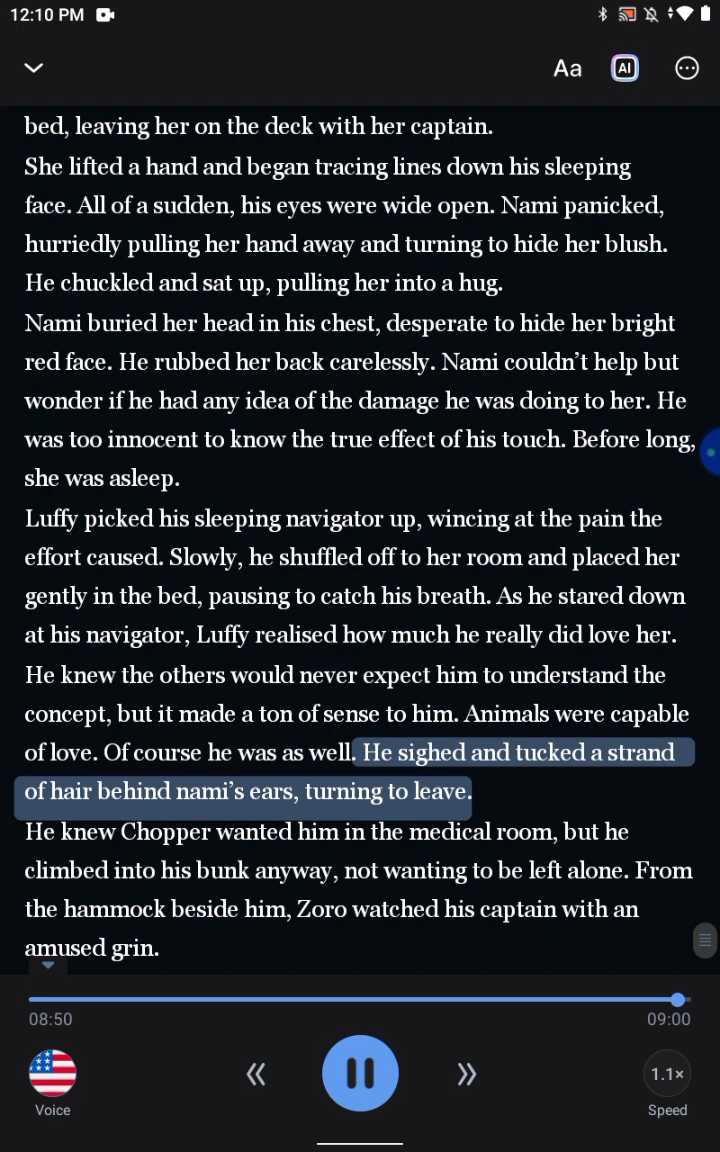 12:10 PM
Aa
AI
bed, leaving her on the deck with her captain.
She lifted a hand and began tracing lines down his sleeping
face. All of a sudden, his eyes were wide open. Nami panicked,
hurriedly pulling her hand away and turning to hide her blush.
He chuckled and sat up, pulling her into a hug.
Nami buried her head in his chest, desperate to hide her bright
red face. He rubbed her back carelessly. Nami couldn’t help but
wonder if he had any idea of the damage he was doing to her. He
was too innocent to know the true effect of his touch. Before long,
she was asleep.
Luffy picked his sleeping navigator up, wincing at the pain the
effort caused. Slowly, he shuffled off to her room and placed her
gently in the bed, pausing to catch his breath. As he stared down
at his navigator, Luffy realised how much he really did love her.
He knew the others would never expect him to understand the
concept, but it made a ton of sense to him. Animals were capable
of love. Of course he was as well. He sighed and tucked a strand
of hair behind nami’s ears, turning to leave.
He knew Chopper wanted him in the medical room, but he
climbed into his bunk anyway, not wanting to be left alone. From
the hammock beside him, Zoro watched his captain with an
amused grin.
08:50
09:00
1.1×
Voice
Speed